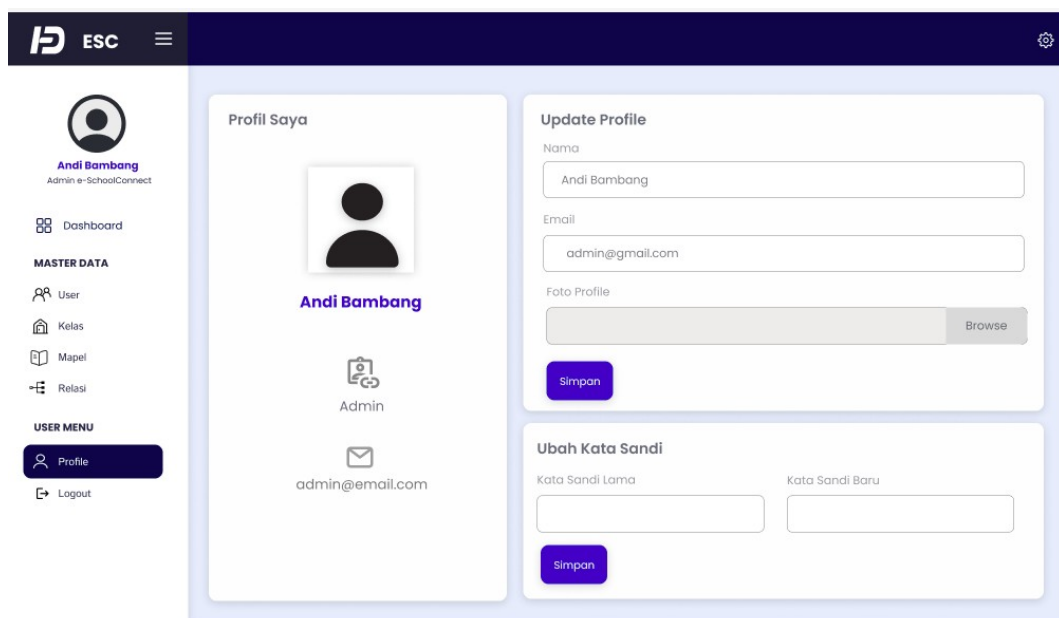 ESC
Andi Bambang
Admin e-SchoolConnect
Dashboard
MASTER DATA
User
Kelas
Mapel
Relasi
USER MENU
Profile
Logout
Profil Saya
Andi Bambang
Admin
admin@email.com
Update Profile
Nama
Andi Bambang
Email
admin@gmail.com
Foto Profile
Browse
Simpan
Ubah Kata Sandi
Kata Sandi Lama
Kata Sandi Baru
Simpan